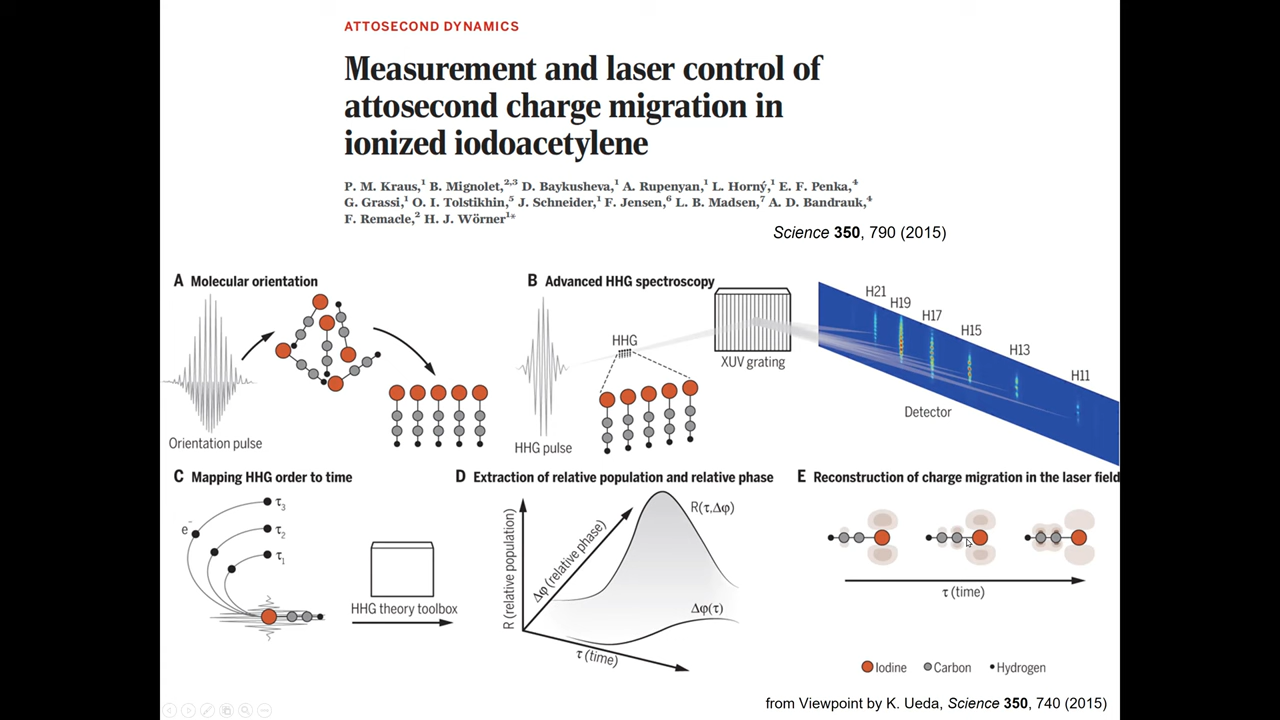 ATTOSECOND DYNAMICS
Measurement and laser control of
attosecond charge migration in
ionized iodoacetylene
P. M. Kraus,¹ B. Mignolet,²,³ D. Baykusheva,¹ A. Rupenyan,¹ L. Horný,¹ E. F. Penka,⁴
G. Grassi,¹ O. I. Tolstikhin,⁵ J. Schneider,¹ F. Jensen,⁶ L. B. Madsen,⁷ A. D. Bandrauk,⁴
F. Remacle,² H. J. Wörner¹*
Science 350, 790 (2015)
A Molecular orientation
Orientation pulse
B Advanced HHG spectroscopy
HHG
HHG pulse
XUV grating
H21
H19
H17
H15
H13
H11
Detector
C Mapping HHG order to time
e⁻
τ₃
τ₂
τ₁
HHG theory toolbox
D Extraction of relative population and relative phase
R (relative population)
Δφ (relative phase)
R(τ,Δφ)
Δφ(τ)
τ (time)
E Reconstruction of charge migration in the laser field
τ (time)
Iodine Carbon Hydrogen
from Viewpoint by K. Ueda, Science 350, 740 (2015)